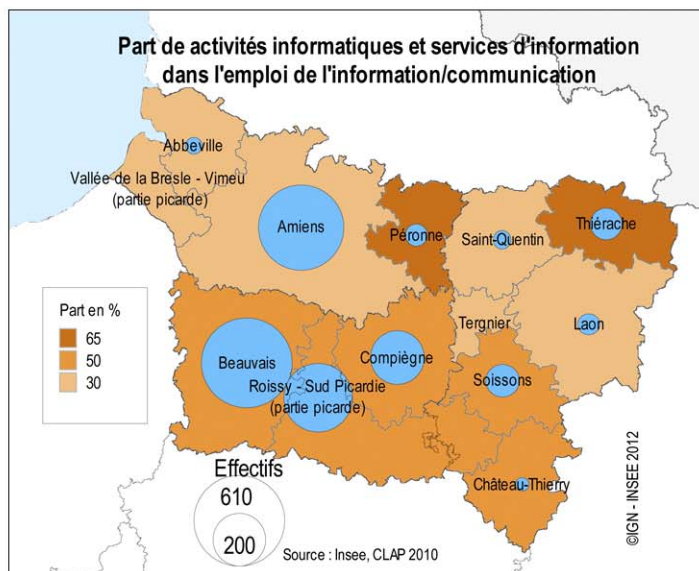 Part de activités informatiques et services d'information
dans l'emploi de l'information/communication
Abbeville
Vallée de la Bresle - Vimeu
(partie picarde)
Amiens
Péronne
Saint-Quentin
Thiérache
Part en %
65
50
30
Tergnier
Laon
Beauvais
Compiègne
Roissy - Sud Picardie
(partie picarde)
Soissons
Château-Thierry
Effectifs
610
200
Source : Insee, CLAP 2010
©IGN - INSEE 2012